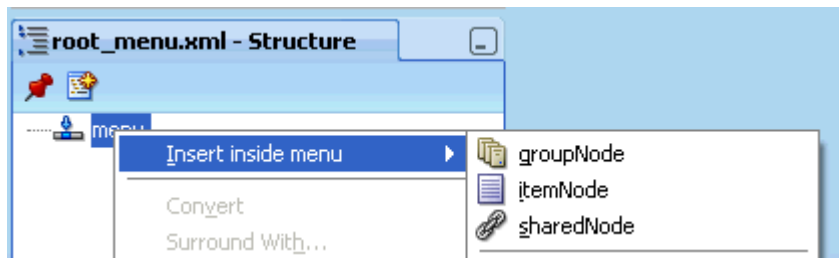 root_menu.xml - Structure
menu
Insert inside menu
groupNode
itemNode
sharedNode
Convert
Surround With...